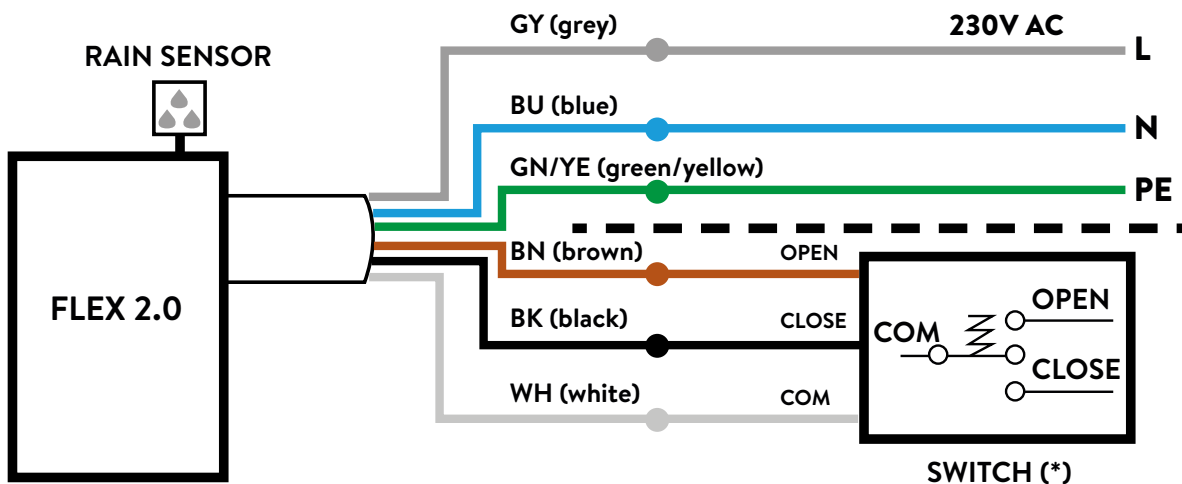 GY (grey)
230V AC
L
RAIN SENSOR
BU (blue)
N
GN/YE (green/yellow)
PE
BN (brown)
OPEN
FLEX 2.0
BK (black)
CLOSE
WH (white)
COM
OPEN
COM
CLOSE
SWITCH (*)